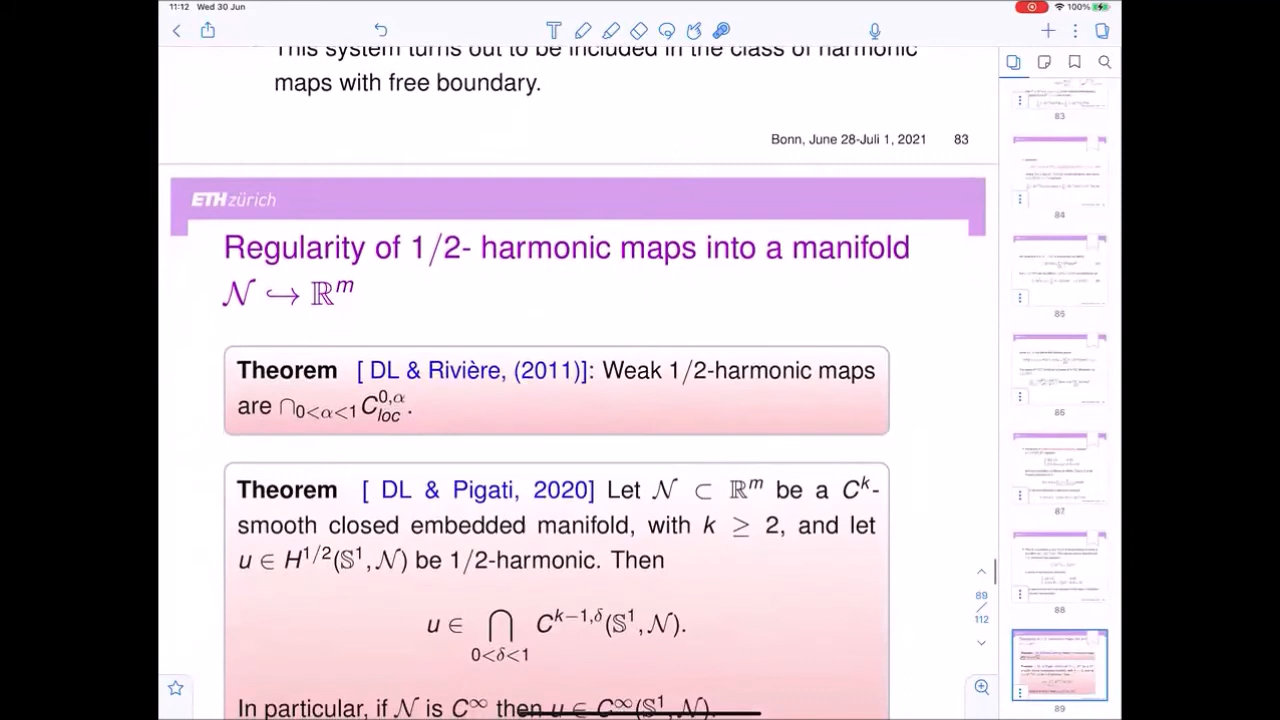 11:12 Wed 30 Jun
100%
This system turns out to be included in the class of harmonic
maps with free boundary.
Bonn, June 28-Juli 1, 2021 83
ETH zürich
Regularity of 1/2- harmonic maps into a manifold
𝒩 ↪ ℝ^m
Theorem [DL & Rivière, (2011)]: Weak 1/2-harmonic maps
are ∩_{0<α<1} C^{0,α}_{loc}.
Theorem [DL & Pigati, 2020] Let 𝒩 ⊂ ℝ^m be a C^k-
smooth closed embedded manifold, with k ≥ 2, and let
u ∈ H^{1/2}(𝕊^1, 𝒩) be 1/2-harmonic. Then
u ∈ ⋂_{0<δ<1} C^{k−1,δ}(𝕊^1, 𝒩).
In particular if 𝒩 is C^∞ then u ∈ C^∞(𝕊^1, 𝒩).
89
/
112
83
84
85
86
87
88
89